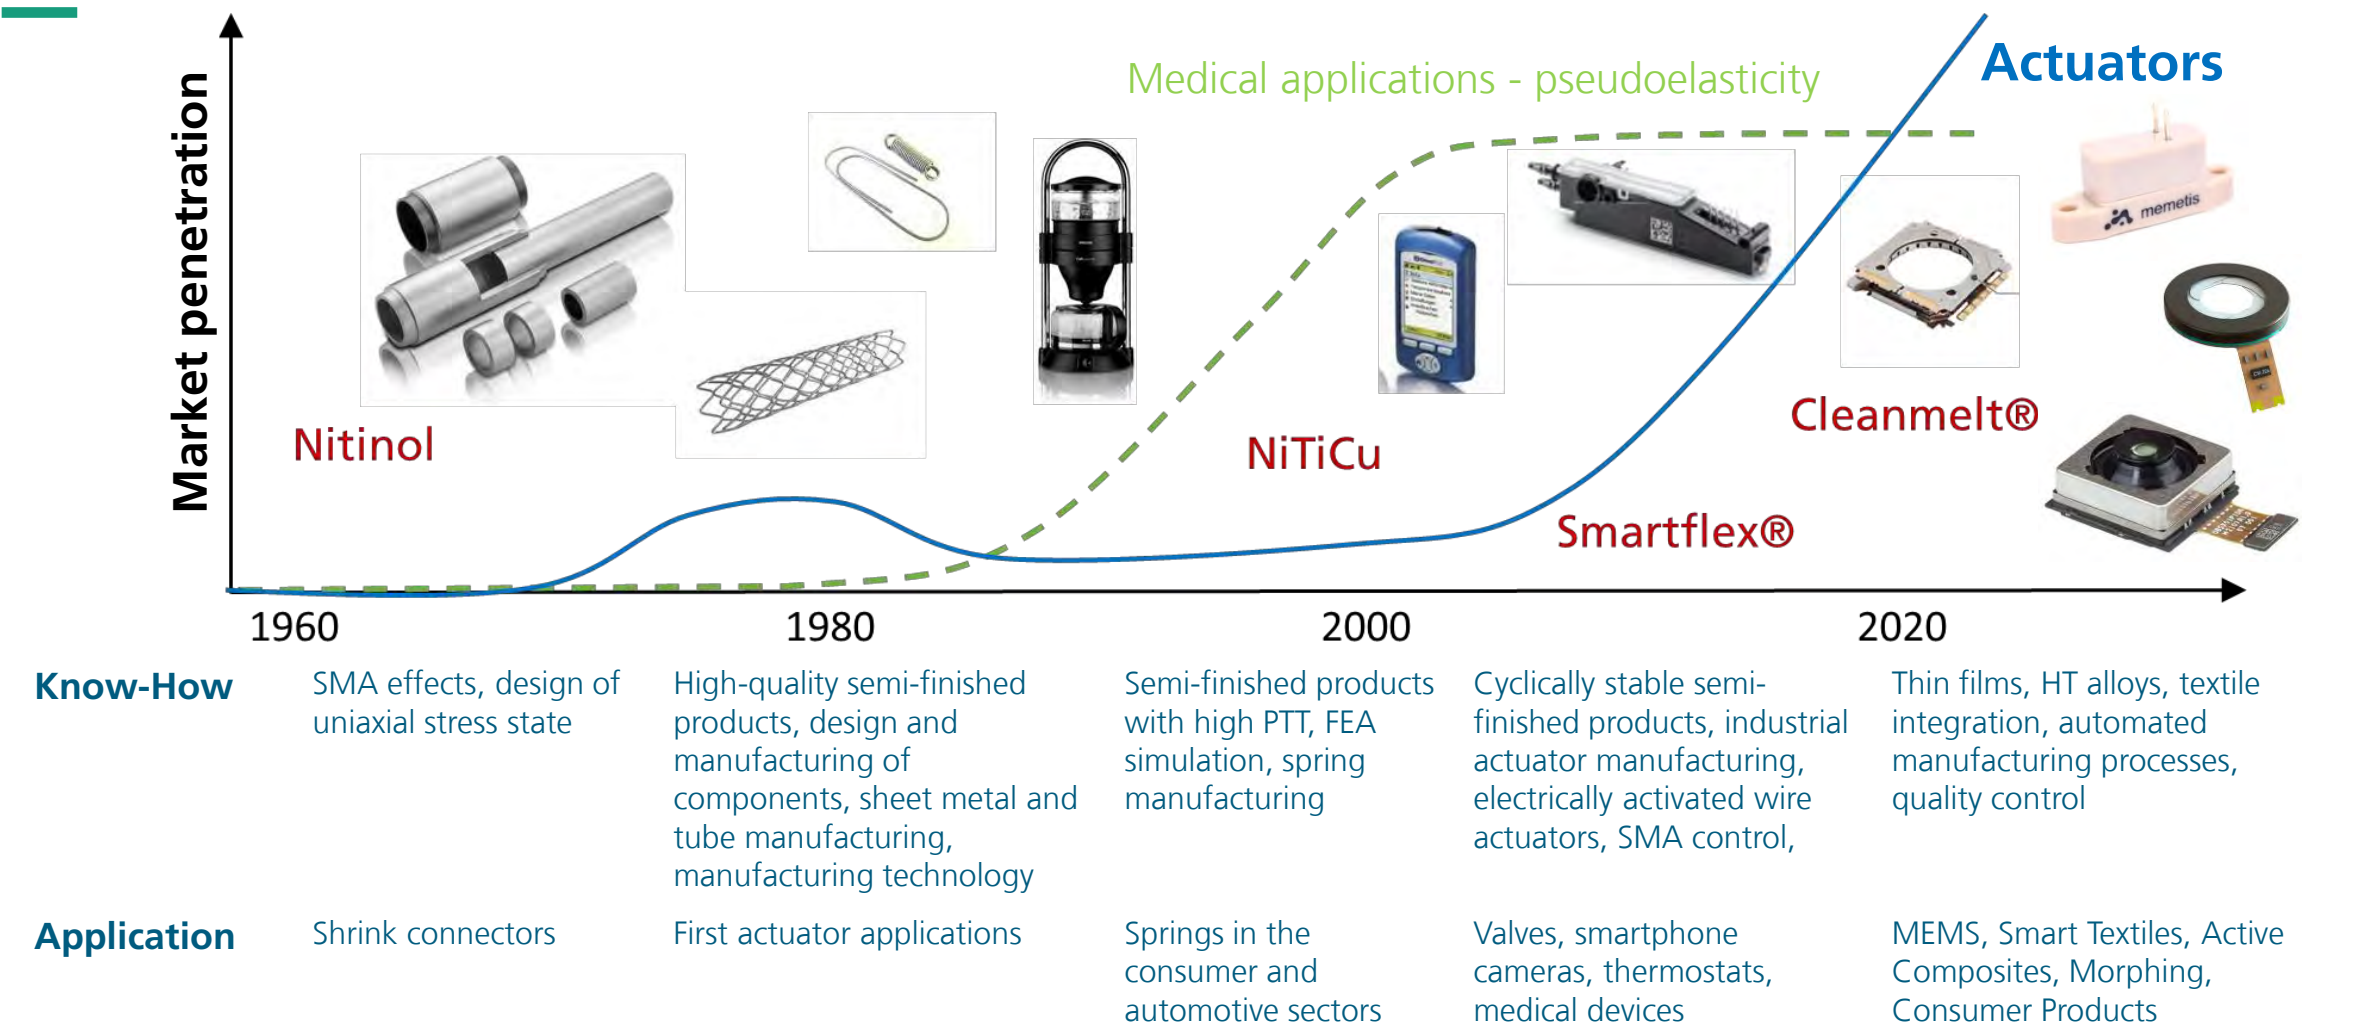 Market penetration
Medical applications - pseudoelasticity
Actuators
memetis
Nitinol
NiTiCu
Cleanmelt®
Smartflex®
1960
1980
2000
2020
Know-How
SMA effects, design of
uniaxial stress state
High-quality semi-finished
products, design and
manufacturing of
components, sheet metal and
tube manufacturing,
manufacturing technology
Semi-finished products
with high PTT, FEA
simulation, spring
manufacturing
Cyclically stable semi-
finished products, industrial
actuator manufacturing,
electrically activated wire
actuators, SMA control,
Thin films, HT alloys, textile
integration, automated
manufacturing processes,
quality control
Application
Shrink connectors
First actuator applications
Springs in the
consumer and
automotive sectors
Valves, smartphone
cameras, thermostats,
medical devices
MEMS, Smart Textiles, Active
Composites, Morphing,
Consumer Products